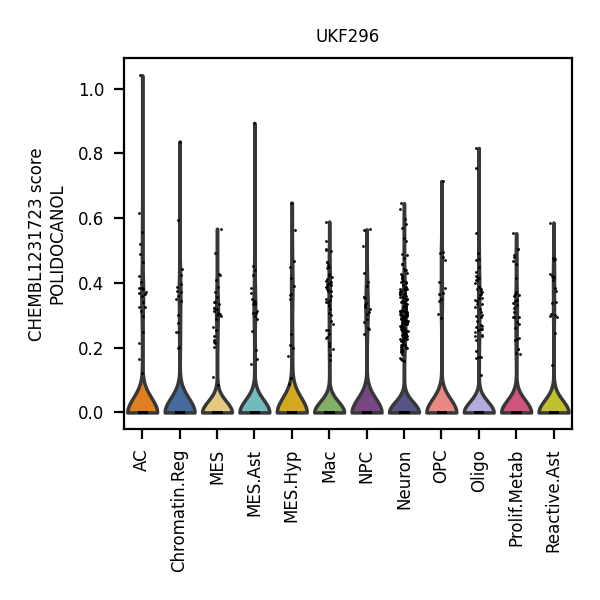 UKF296
CHEMBL1231723 score
POLIDOCANOL
1.0
0.8
0.6
0.4
0.2
0.0
AC
Chromatin.Reg
MES
MES.Ast
MES.Hyp
Mac
NPC
Neuron
OPC
Oligo
Prolif.Metab
Reactive.Ast